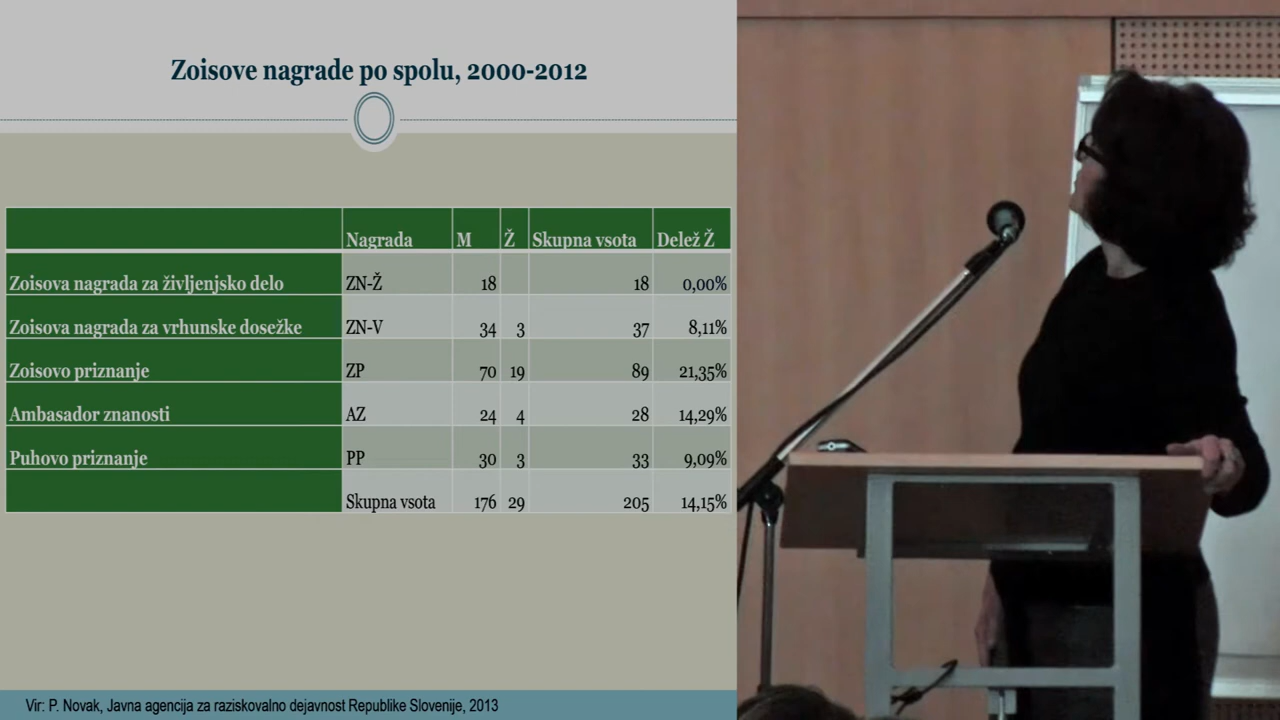 Zoisove nagrade po spolu, 2000-2012
Nagrada M Ž Skupna vsota Delež Ž
Zoisova nagrada za življenjsko delo ZN-Ž 18 18 0,00%
Zoisova nagrada za vrhunske dosežke ZN-V 34 3 37 8,11%
Zoisovo priznanje ZP 70 19 89 21,35%
Ambasador znanosti AZ 24 4 28 14,29%
Puhovo priznanje PP 30 3 33 9,09%
Skupna vsota 176 29 205 14,15%
Vir: P. Novak, Javna agencija za raziskovalno dejavnost Republike Slovenije, 2013